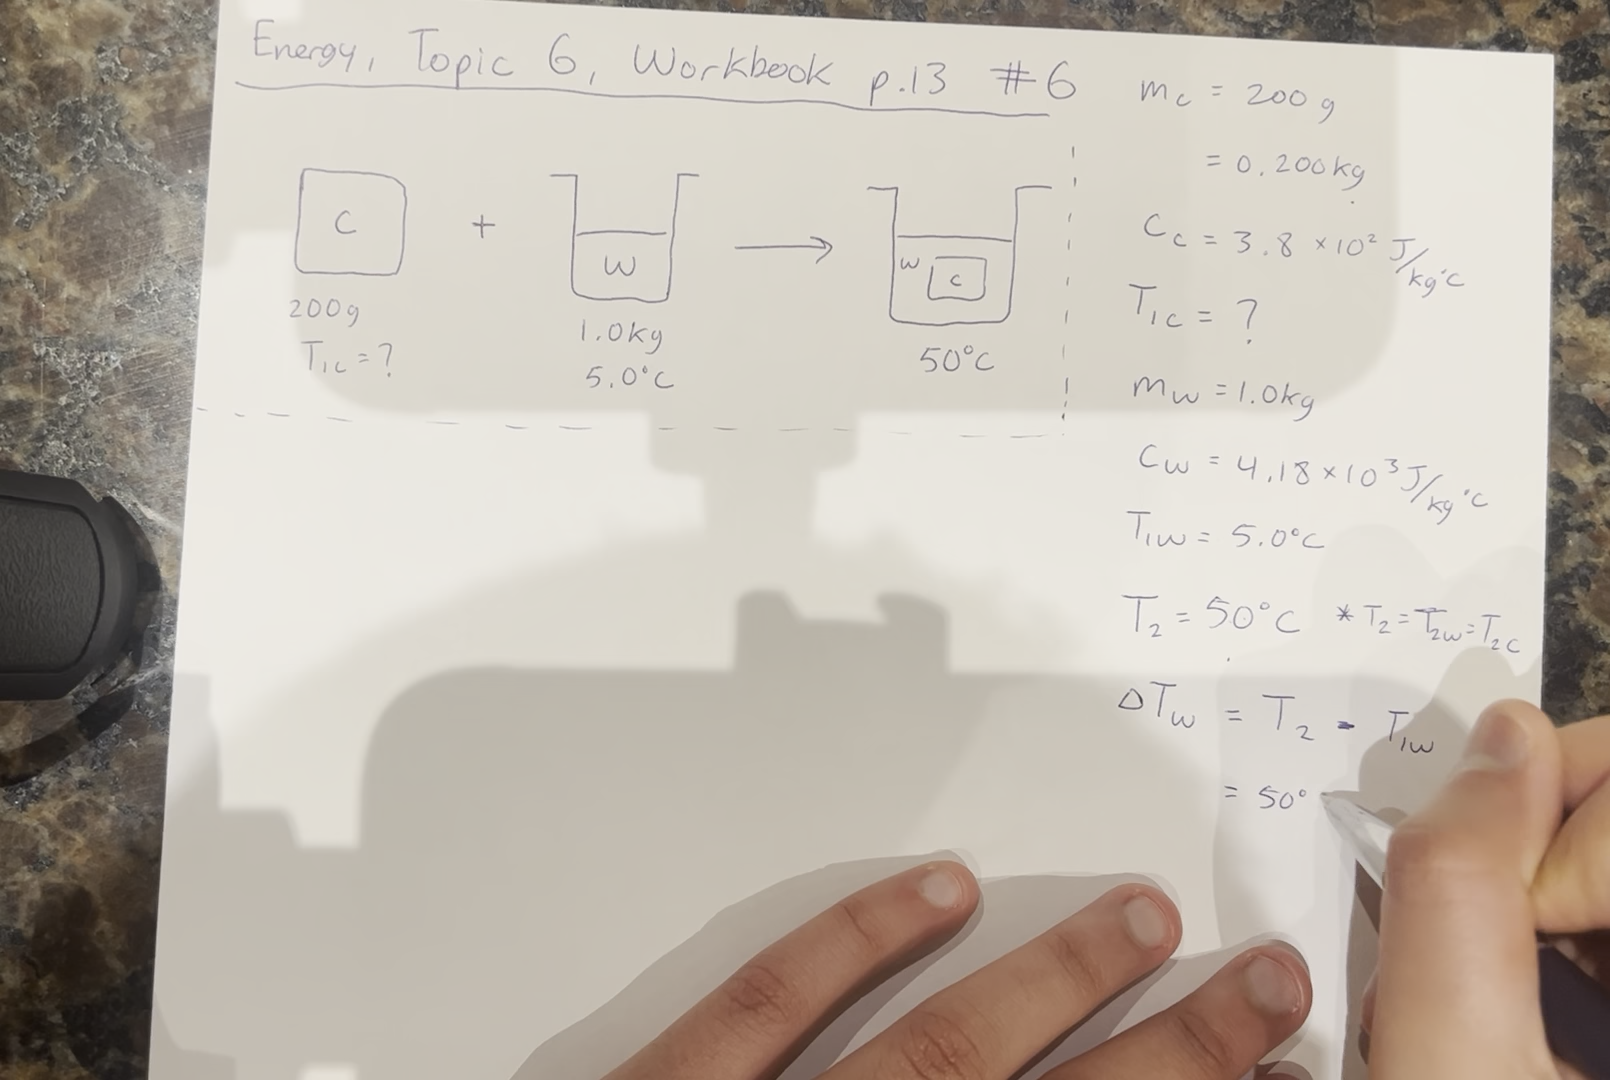 Energy, Topic 6, Workbook p.13 #6
C
+
W
W
C
200g
T1c = ?
1.0kg
5.0°C
50°C
mc = 200 g
= 0.200kg
Cc = 3.8 ×10² J/kg°C
T1c = ?
mw = 1.0kg
Cw = 4.18×10³ J/kg°C
T1w = 5.0°C
T2 = 50°C * T2 = T2w = T2c
ΔTw = T2 - T1w
= 50°